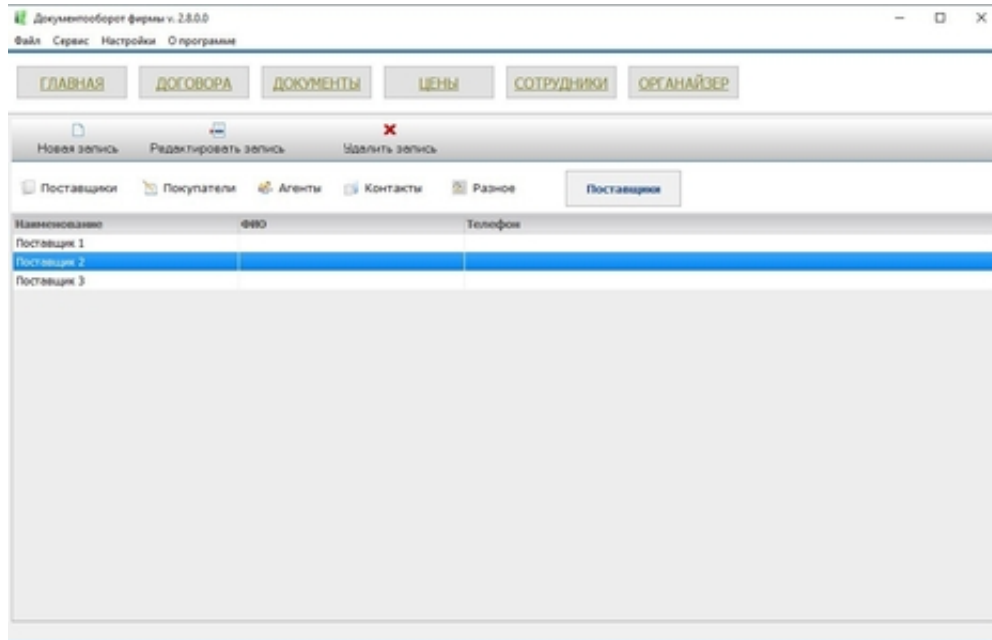 Документооборот фирмы v. 2.8.0.0
Файл Сервис Настройки О программе
ГЛАВНАЯ ДОГОВОРА ДОКУМЕНТЫ ЦЕНЫ СОТРУДНИКИ ОРГАНАЙЗЕР
Новая запись Редактировать запись Удалить запись
Поставщики Покупатели Агенты Контакты Разное Поставщики
Наименование ФИО Телефон
Поставщик 1
Поставщик 2
Поставщик 3